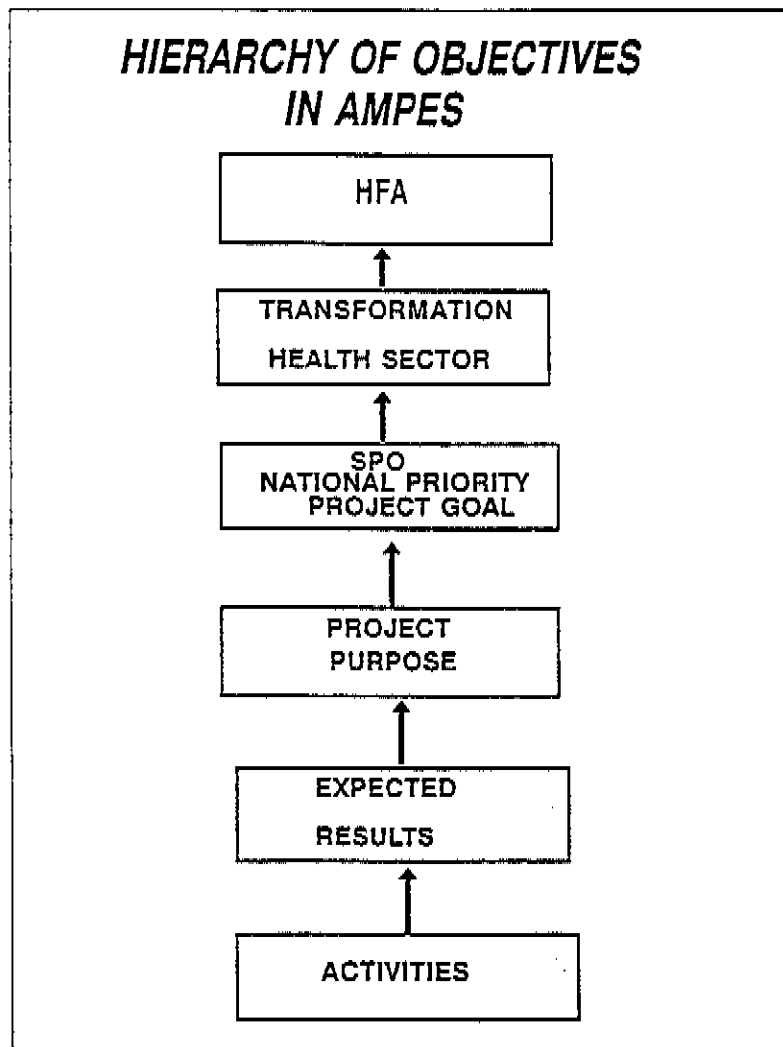 HIERARCHY OF OBJECTIVES
IN AMPES
HFA
TRANSFORMATION
HEALTH SECTOR
SPO
NATIONAL PRIORITY
PROJECT GOAL
PROJECT
PURPOSE
EXPECTED
RESULTS
ACTIVITIES